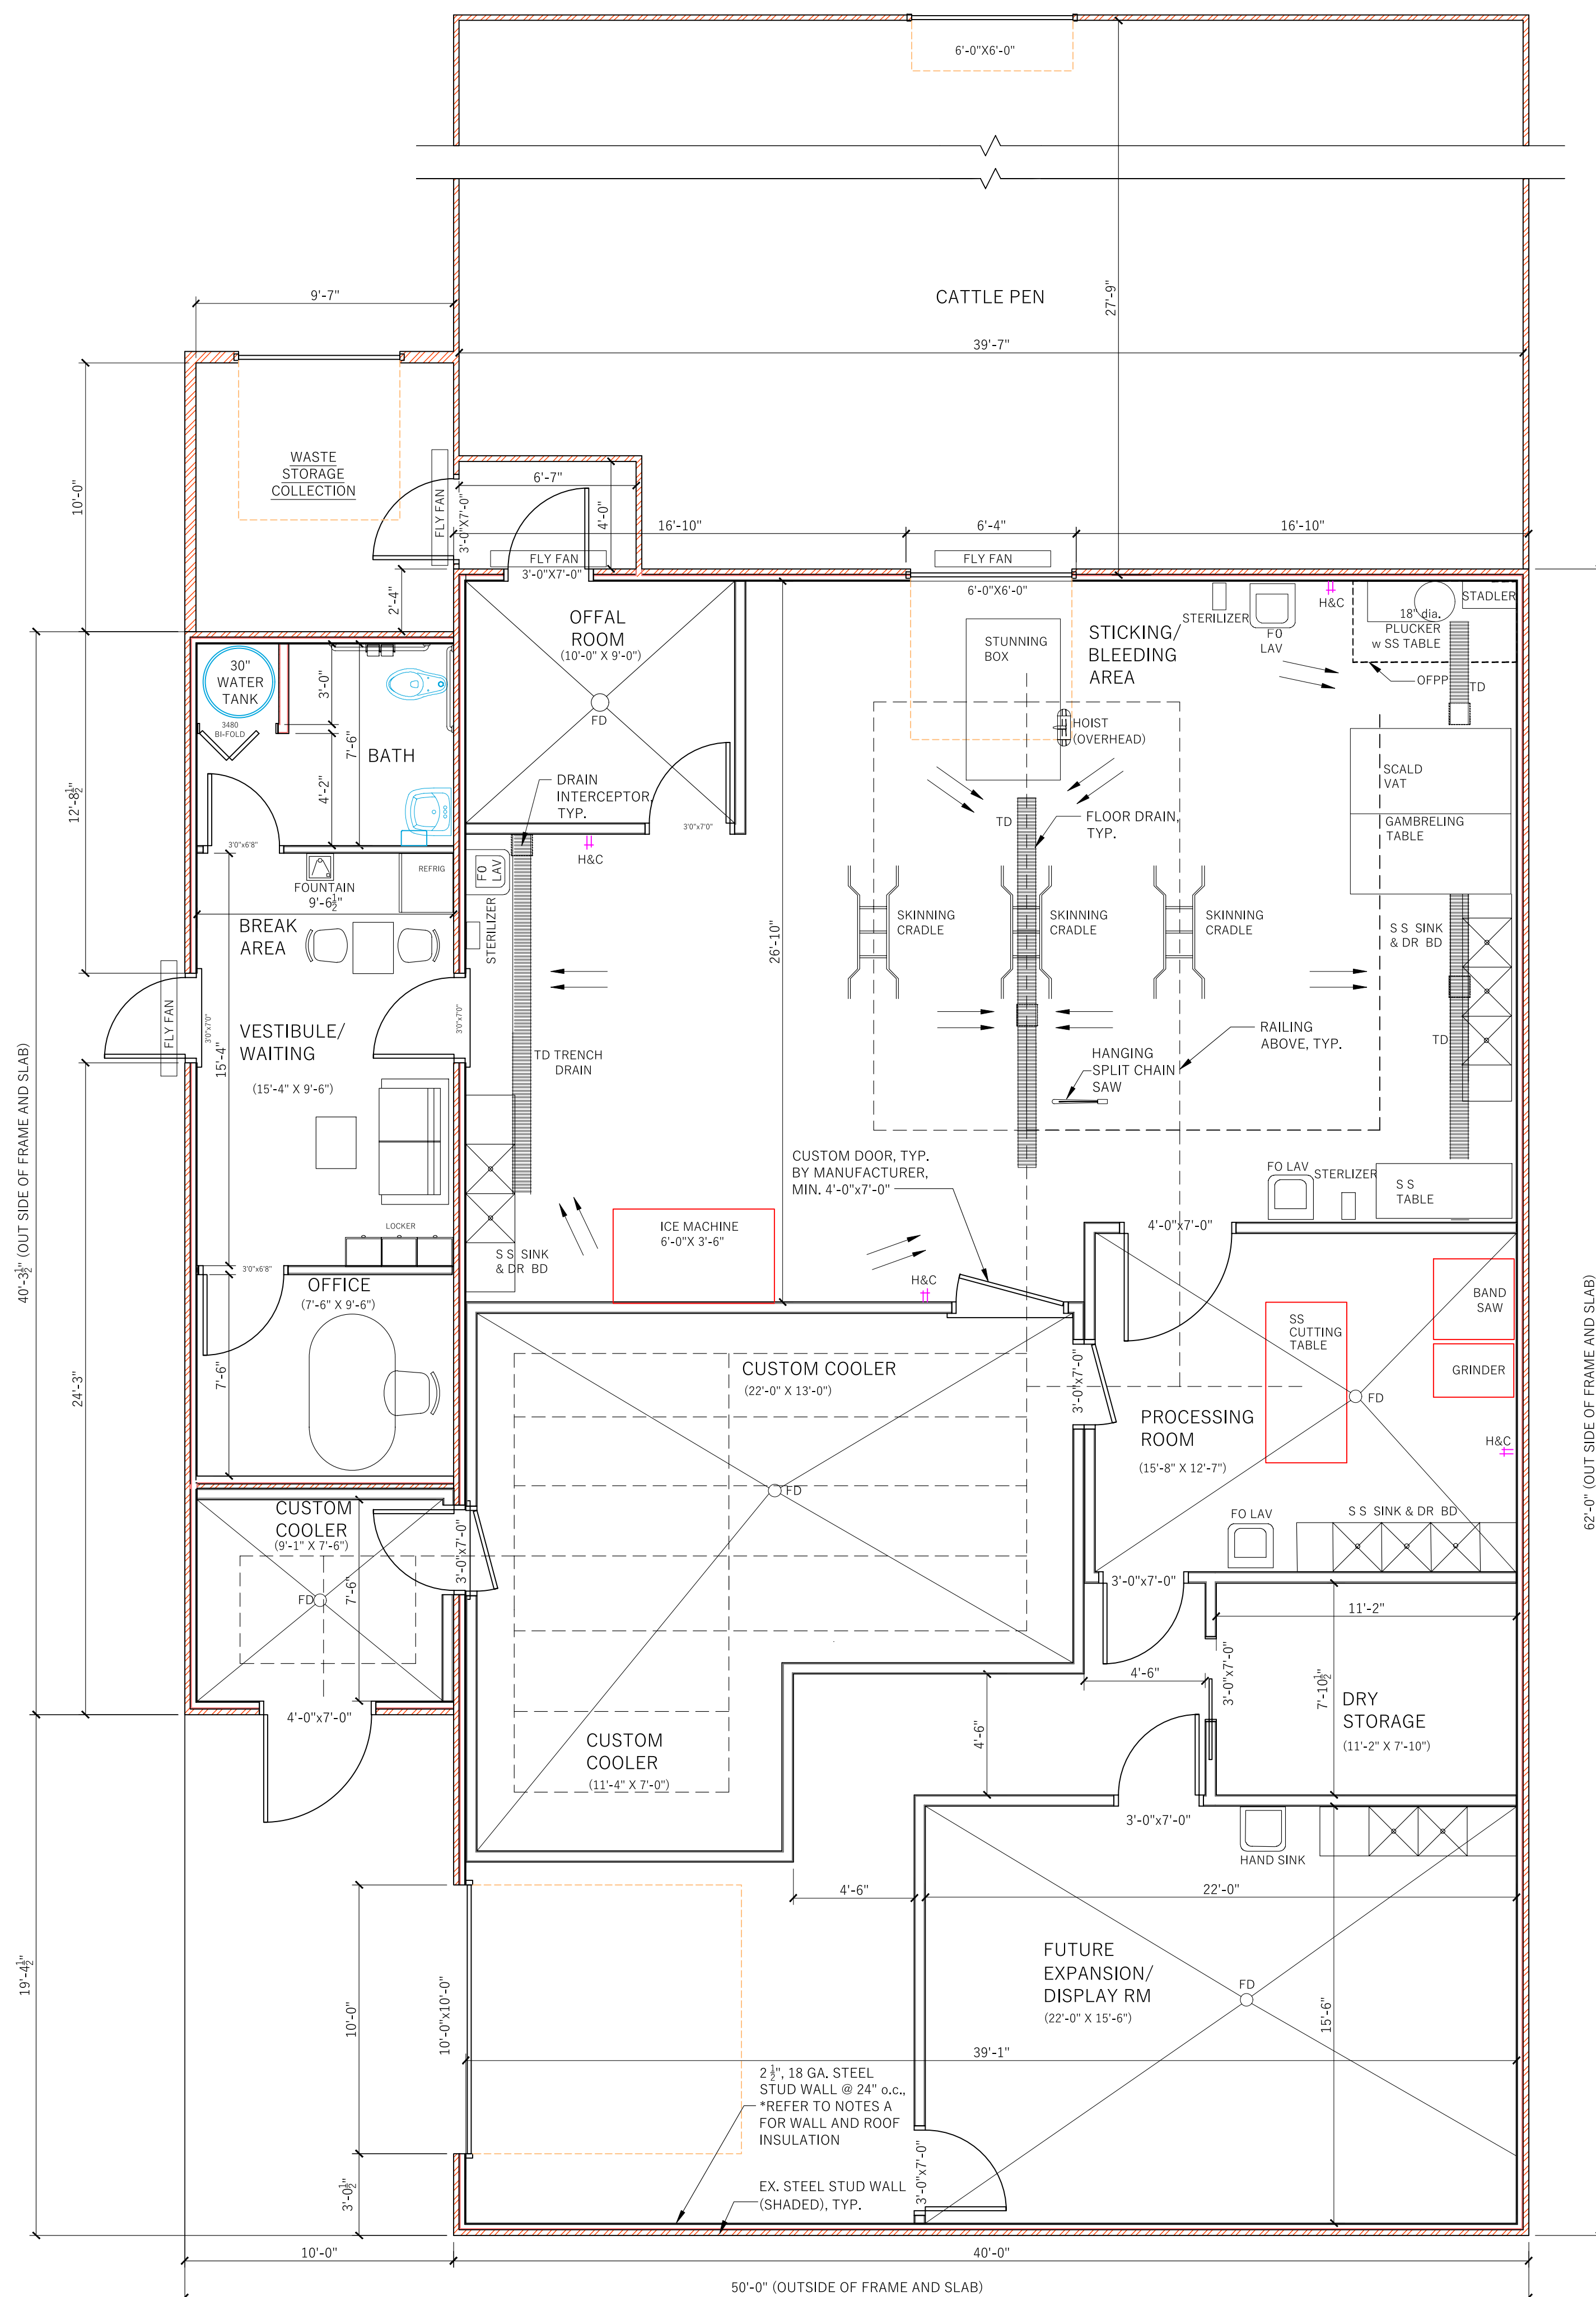 6'-0"X6'-0"
CATTLE PEN
27'-9"
39'-7"
9'-7"
10'-0"
WASTE
STORAGE
COLLECTION
FLY FAN
3'-0"X7'-0"
6'-7"
4'-0"
2'-4"
16'-10"
6'-4"
16'-10"
FLY FAN
3'-0"X7'-0"
FLY FAN
6'-0"X6'-0"
OFFAL
ROOM
(10'-0" X 9'-0")
FD
3'0"x7'0"
DRAIN
INTERCEPTOR,
TYP.
H&C
STUNNING
BOX
STICKING/
BLEEDING
AREA
HOIST
(OVERHEAD)
STERILIZER
FO
LAV
H&C
STADLER
18" dia.
PLUCKER
w SS TABLE
OFPP
TD
SCALD
VAT
GAMBRELING
TABLE
S S SINK
& DR BD
TD
TD
FLOOR DRAIN,
TYP.
SKINNING
CRADLE
SKINNING
CRADLE
SKINNING
CRADLE
26'-10"
RAILING
ABOVE, TYP.
HANGING
SPLIT CHAIN
SAW
CUSTOM DOOR, TYP.
BY MANUFACTURER,
MIN. 4'-0"x7'-0"
FO LAV
STERLIZER
S S
TABLE
30"
WATER
TANK
3480
BI-FOLD
3'-0"
7'-6"
4'-2"
BATH
12'-8½"
3'0"x6'8"
FOUNTAIN
9'-6½"
REFRIG
BREAK
AREA
FO
LAV
STERILIZER
FLY FAN
3'0"x7'0"
15'-4"
VESTIBULE/
WAITING
(15'-4" X 9'-6")
3'0"x7'0"
TD TRENCH
DRAIN
LOCKER
S S SINK
& DR BD
ICE MACHINE
6'-0"X 3'-6"
H&C
3'0"x6'8"
OFFICE
(7'-6" X 9'-6")
7'-6"
24'-3"
40'-3½" (OUT SIDE OF FRAME AND SLAB)
62'-0" (OUT SIDE OF FRAME AND SLAB)
CUSTOM COOLER
(22'-0" X 13'-0")
FD
3'-0"x7'-0"
4'-0"x7'-0"
PROCESSING
ROOM
(15'-8" X 12'-7")
SS
CUTTING
TABLE
BAND
SAW
GRINDER
FD
H&C
FO LAV
S S SINK & DR BD
CUSTOM
COOLER
(9'-1" X 7'-6")
FD
7'-6"
3'-0"x7'-0"
4'-0"x7'-0"
3'-0"x7'-0"
11'-2"
4'-6"
3'-0"x7'-0"
7'-10½"
DRY
STORAGE
(11'-2" X 7'-10")
CUSTOM
COOLER
(11'-4" X 7'-0")
4'-6"
3'-0"x7'-0"
HAND SINK
4'-6"
22'-0"
FUTURE
EXPANSION/
DISPLAY RM
(22'-0" X 15'-6")
FD
15'-6"
19'-4½"
10'-0"
10'-0"x10'-0"
39'-1"
2 ½", 18 GA. STEEL
STUD WALL @ 24" o.c.,
*REFER TO NOTES A
FOR WALL AND ROOF
INSULATION
3'-0"x7'-0"
EX. STEEL STUD WALL
(SHADED), TYP.
3'-0½"
10'-0"
40'-0"
50'-0" (OUTSIDE OF FRAME AND SLAB)